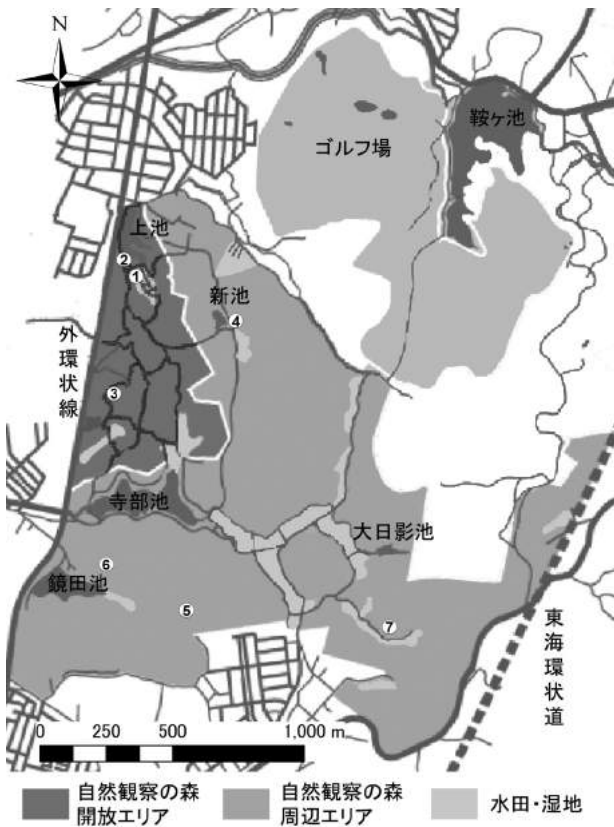 N
鞍ヶ池
ゴルフ場
上池
②
①
新池
④
外環状線
③
寺部池
大日影池
⑥
鏡田池
⑤
⑦
東海環状道
0 250 500 1,000 m
自然観察の森
開放エリア
自然観察の森
周辺エリア
水田・湿地